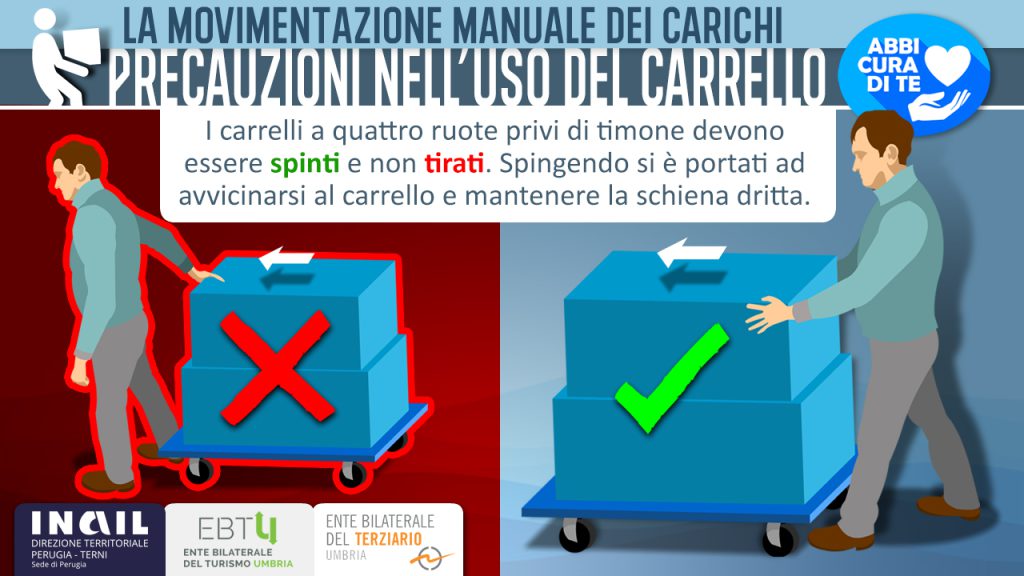 LA MOVIMENTAZIONE MANUALE DEI CARICHI
PRECAUZIONI NELL'USO DEL CARRELLO
ABBI
CURA
DI TE
I carrelli a quattro ruote privi di timone devono
essere spinti e non tirati. Spingendo si è portati ad
avvicinarsi al carrello e mantenere la schiena dritta.
INAIL
DIREZIONE TERRITORIALE
PERUGIA - TERNI
Sede di Perugia
EBT4
ENTE BILATERALE
DEL TURISMO UMBRIA
ENTE BILATERALE
DEL TERZIARIO
UMBRIA